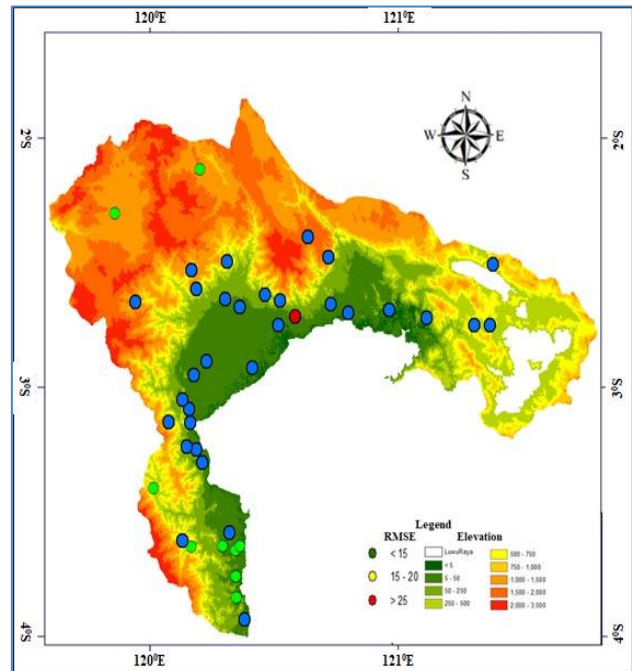 120⁰E 121⁰E
N
W E
S
2⁰S 2⁰S
3⁰S 3⁰S
4⁰S 4⁰S
Legend
RMSE Elevation
< 15
15 - 20
> 25
LuwuRaya
< 5
5 - 50
50 - 250
250 - 500
500 - 750
750 - 1,000
1,000 - 1,500
1,500 - 2,000
2,000 - 3,500
120⁰E 121⁰E